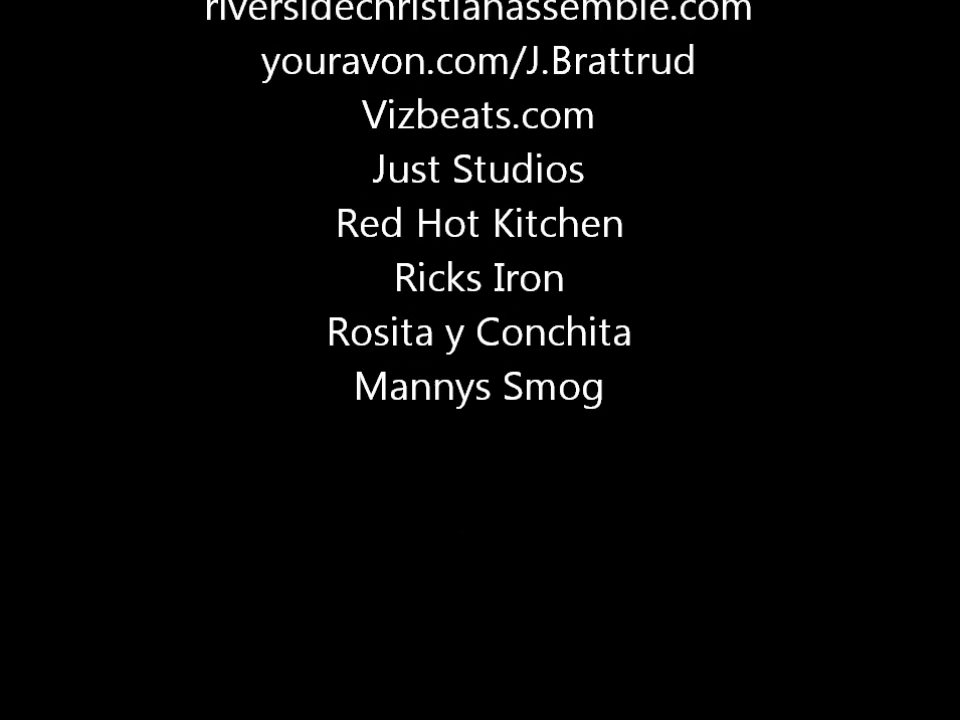 riversidechristianassemble.com
youravon.com/J.Brattrud
Vizbeats.com
Just Studios
Red Hot Kitchen
Ricks Iron
Rosita y Conchita
Mannys Smog